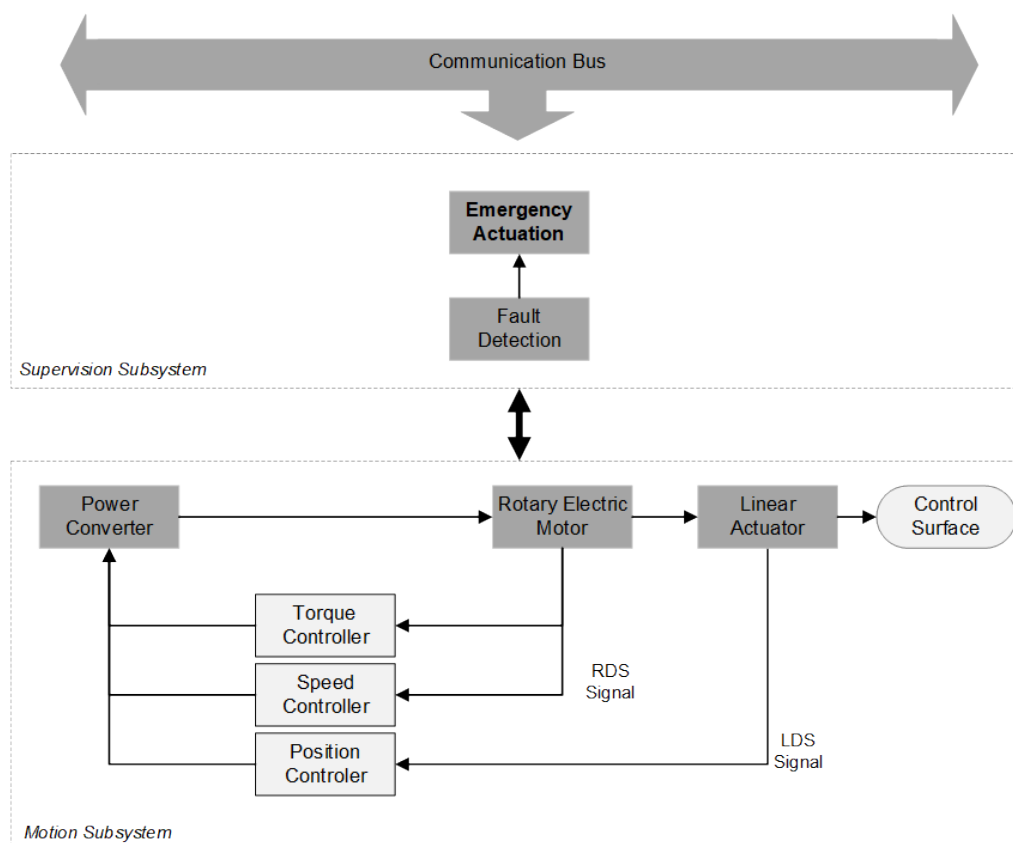 Communication Bus
Emergency
Actuation
Fault
Detection
Supervision Subsystem
Power
Converter
Rotary Electric
Motor
Linear
Actuator
Control
Surface
Torque
Controller
Speed
Controller
RDS
Signal
Position
Controler
LDS
Signal
Motion Subsystem